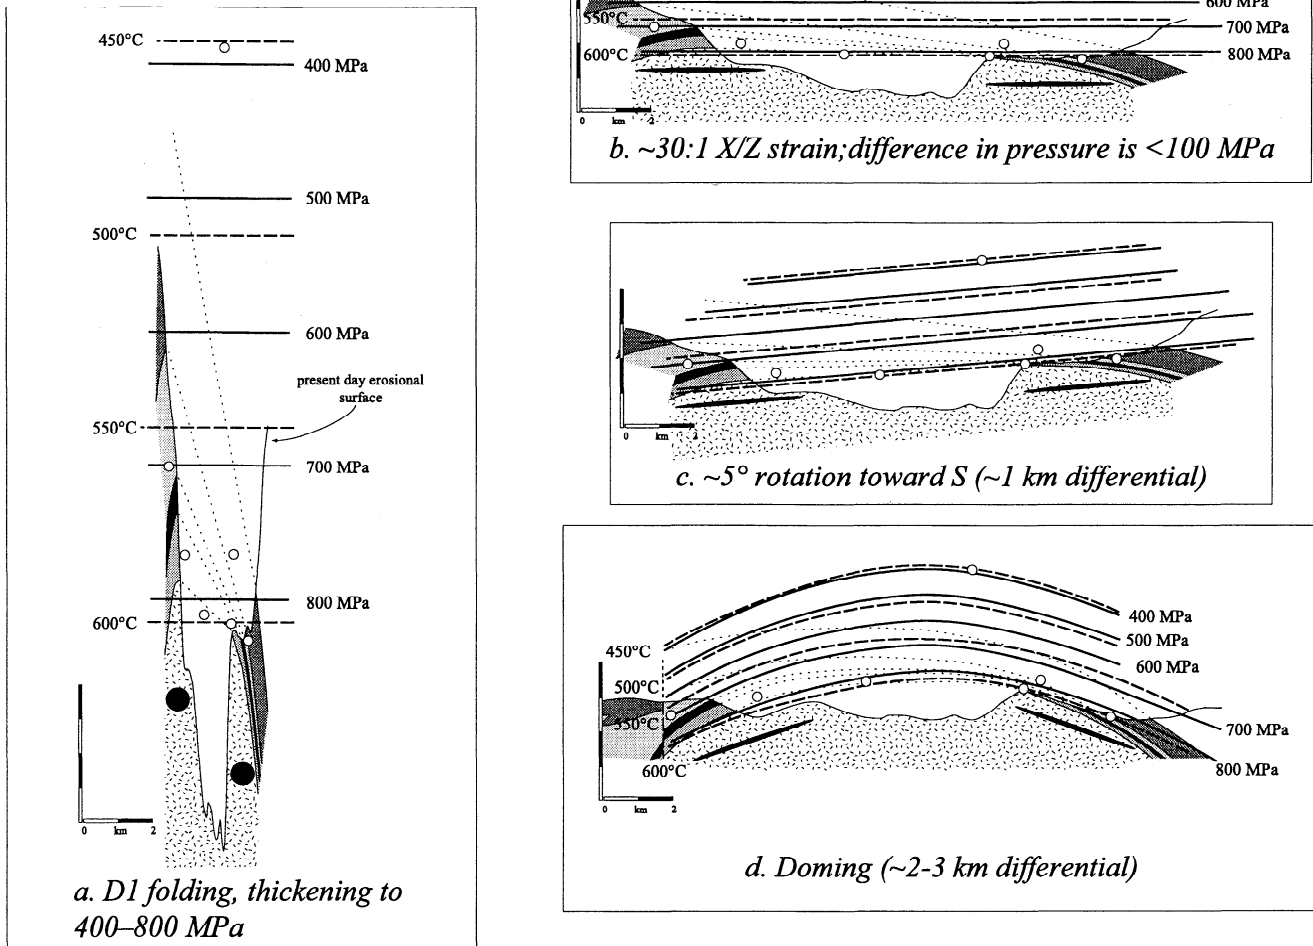 450°C
400 MPa
500 MPa
500°C
600 MPa
present day erosional
surface
550°C
700 MPa
800 MPa
600°C
0 km 2
a. D1 folding, thickening to
400–800 MPa
600 MPa
550°C
700 MPa
600°C
800 MPa
0 km 2
b. ~30:1 X/Z strain;difference in pressure is <100 MPa
0 km 2
c. ~5° rotation toward S (~1 km differential)
400 MPa
500 MPa
450°C
600 MPa
500°C
550°C
700 MPa
600°C
800 MPa
0 km 2
d. Doming (~2-3 km differential)